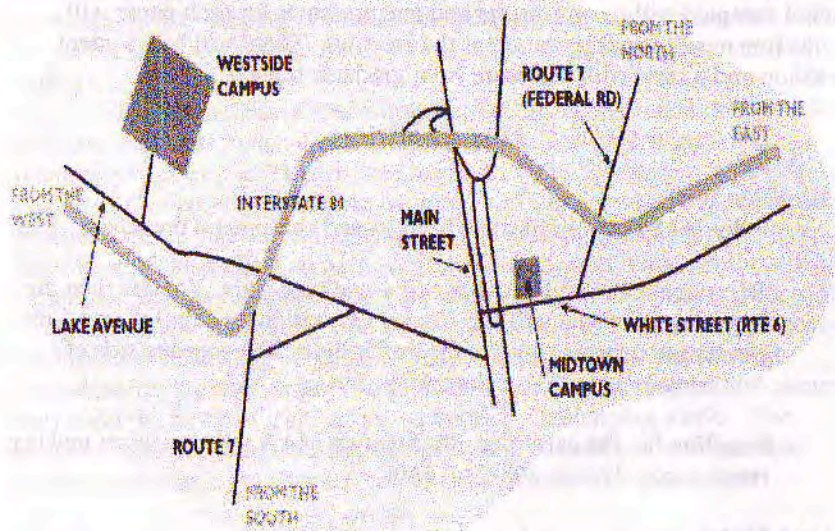 FROM THE
NORTH
WESTSIDE
CAMPUS
ROUTE 7
(FEDERAL RD)
FROM THE
EAST
FROM THE
WEST
INTERSTATE 84
MAIN
STREET
LAKE AVENUE
WHITE STREET (RTE 6)
MIDTOWN
CAMPUS
ROUTE 7
FROM THE
SOUTH